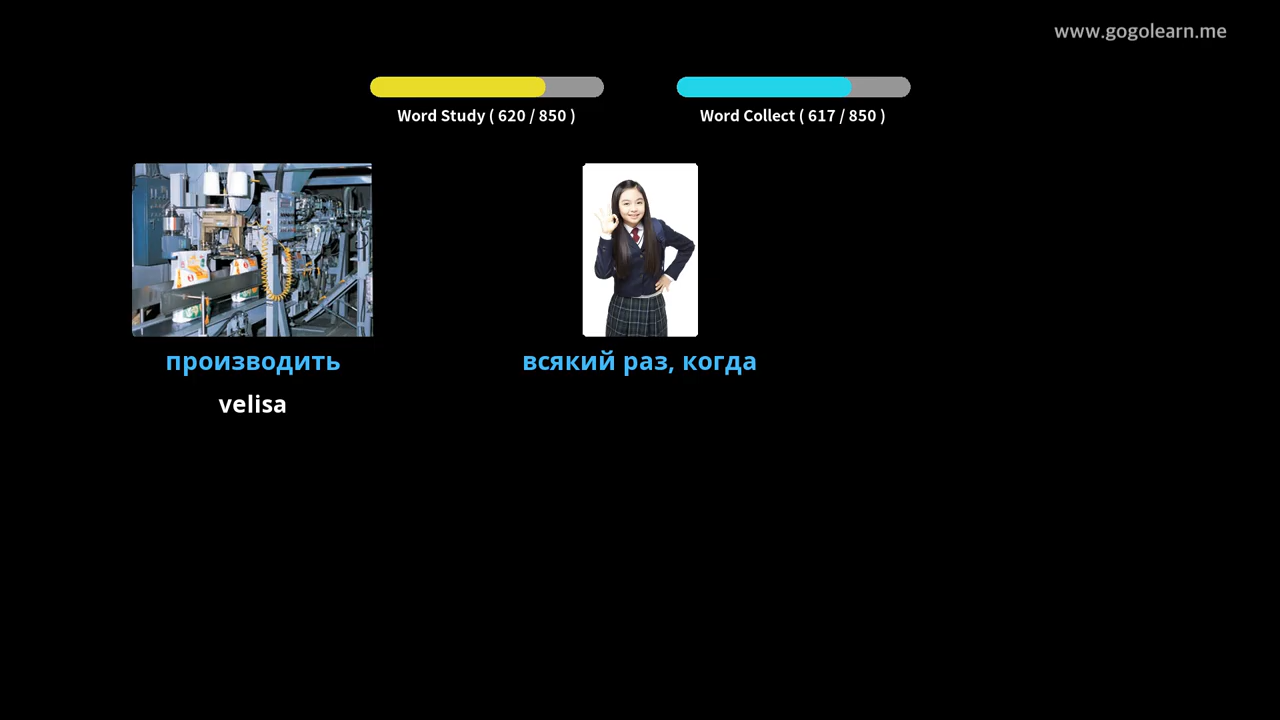 www.gogolearn.me
Word Study ( 620 / 850 )
Word Collect ( 617 / 850 )
производить
всякий раз, когда
velisa